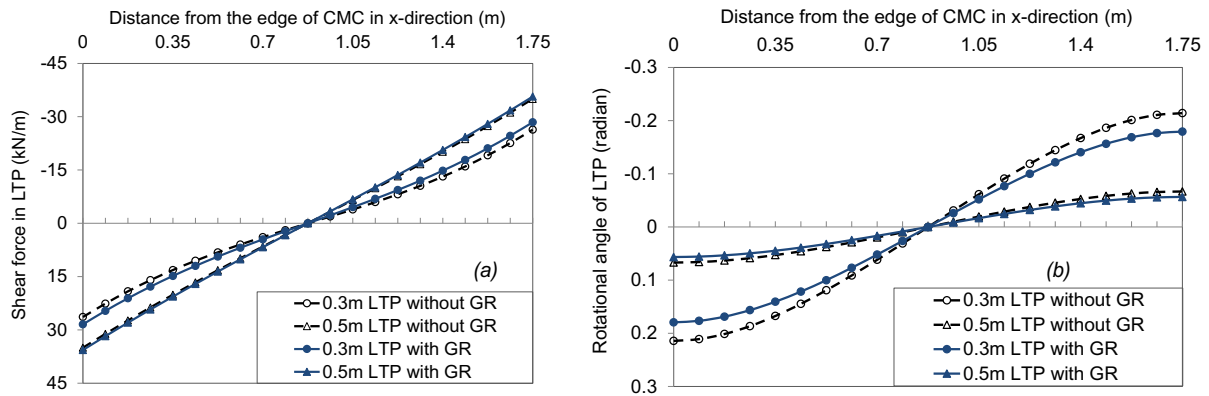 Distance from the edge of CMC in x-direction (m)
0 0.35 0.7 1.05 1.4 1.75
-45
-30
-15
0
15
30
45
Shear force in LTP (kN/m)
(a)
0.3m LTP without GR
0.5m LTP without GR
0.3m LTP with GR
0.5m LTP with GR
Distance from the edge of CMC in x-direction (m)
0 0.35 0.7 1.05 1.4 1.75
-0.3
-0.2
-0.1
0
0.1
0.2
0.3
Rotational angle of LTP (radian)
(b)
0.3m LTP without GR
0.5m LTP without GR
0.3m LTP with GR
0.5m LTP with GR